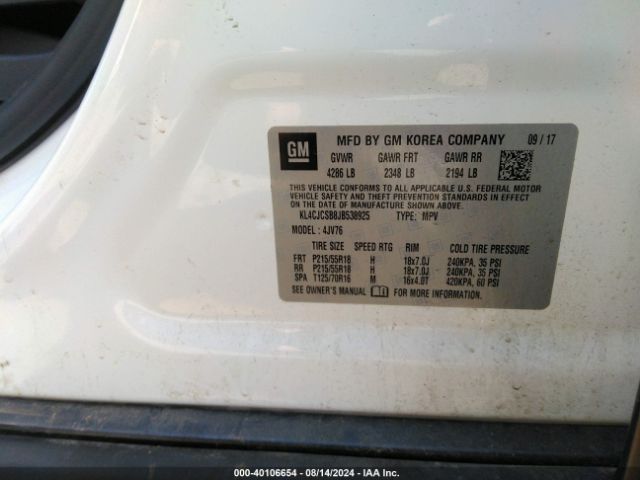 GM
MFD BY GM KOREA COMPANY 09 / 17
GVWR GAWR FRT GAWR RR
4286 LB 2348 LB 2194 LB
THIS VEHICLE CONFORMS TO ALL APPLICABLE U.S. FEDERAL MOTOR
VEHICLE SAFETY AND THEFT PREVENTION STANDARDS IN EFFECT
ON THE DATE OF MANUFACTURE SHOWN ABOVE.
KL4CJCSB8JB538925 TYPE: MPV
MODEL: 4JV76
TIRE SIZE SPEED RTG RIM COLD TIRE PRESSURE
FRT P215/55R18 H 18x7.0J 240KPA, 35 PSI
RR P215/55R18 H 18x7.0J 240KPA, 35 PSI
SPA T125/70R16 M 16x4.0T 420KPA, 60 PSI
SEE OWNER'S MANUAL FOR MORE INFORMATION.
000-40106654 - 08/14/2024 - IAA Inc.